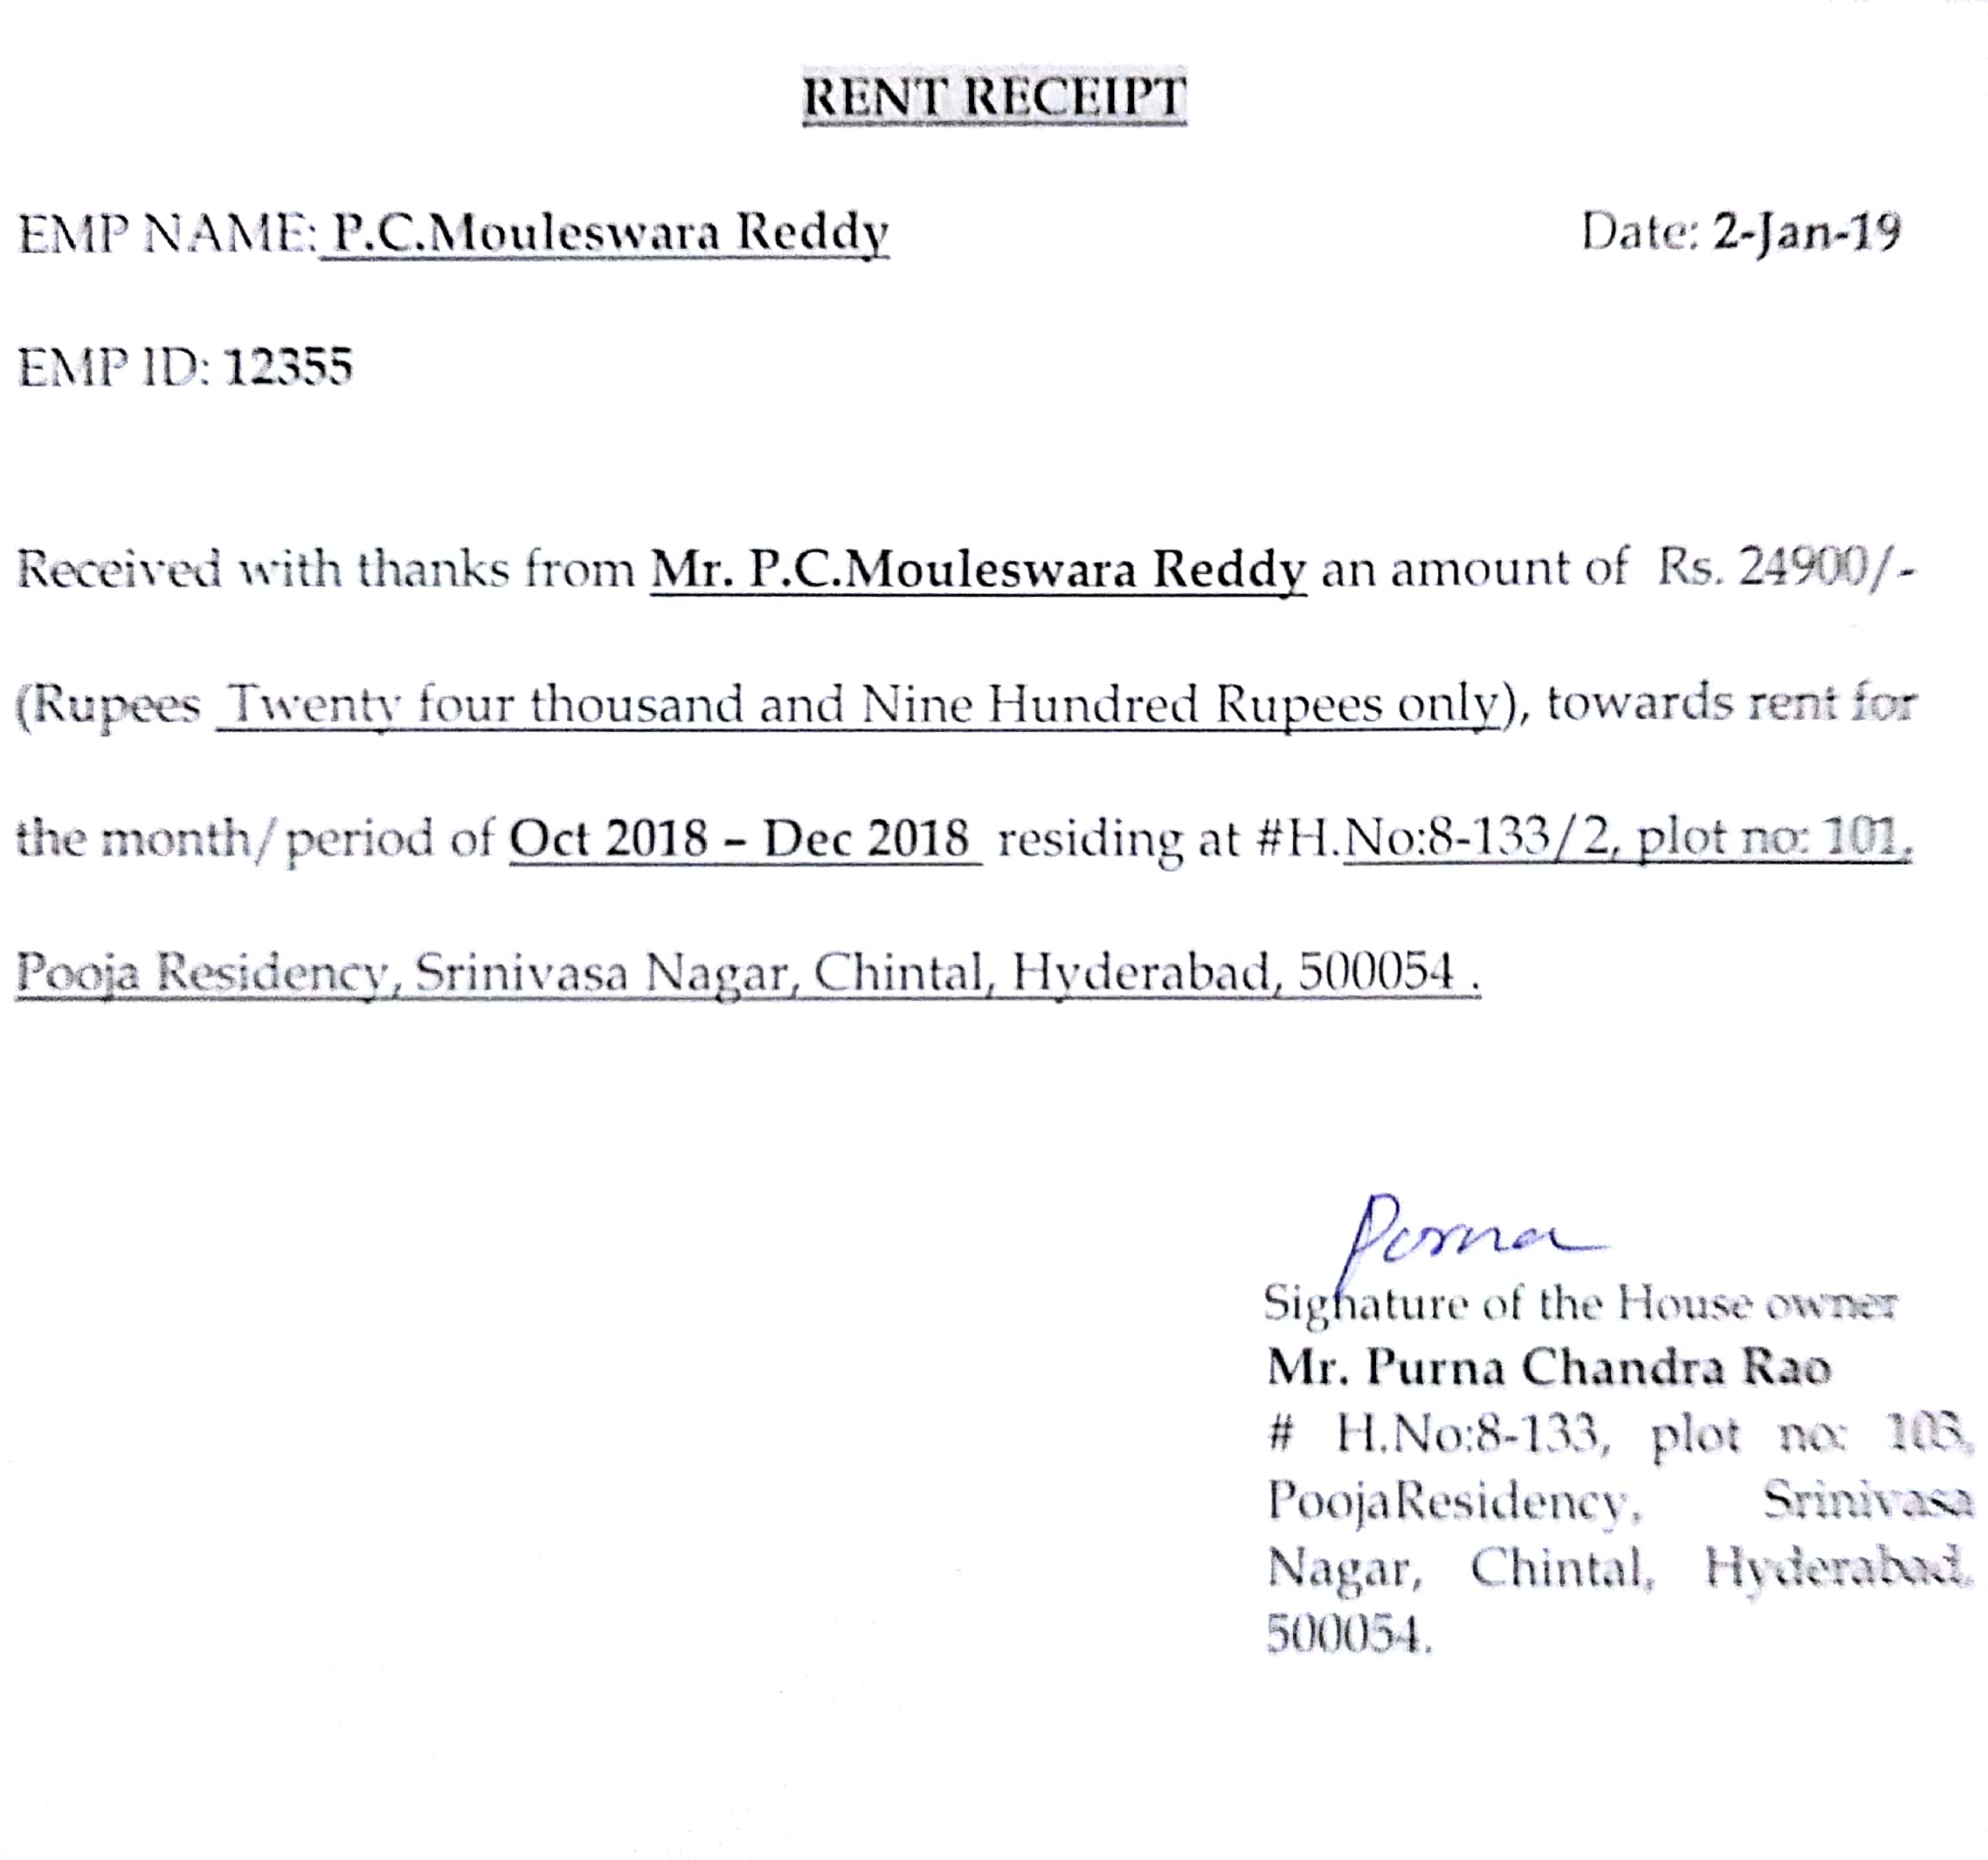 RENT RECEIPT
EMP NAME: P.C.Mouleswara Reddy Date: 2-Jan-19
EMP ID: 12355
Received with thanks from Mr. P.C.Mouleswara Reddy an amount of Rs. 24900/-
(Rupees Twenty four thousand and Nine Hundred Rupees only), towards rent for
the month/period of Oct 2018 – Dec 2018 residing at #H.No:8-133/2, plot no: 101,
Pooja Residency, Srinivasa Nagar, Chintal, Hyderabad, 500054 .
Purna
Signature of the House owner
Mr. Purna Chandra Rao
# H.No:8-133, plot no: 103,
PoojaResidency, Srinivasa
Nagar, Chintal, Hyderabad,
500054.